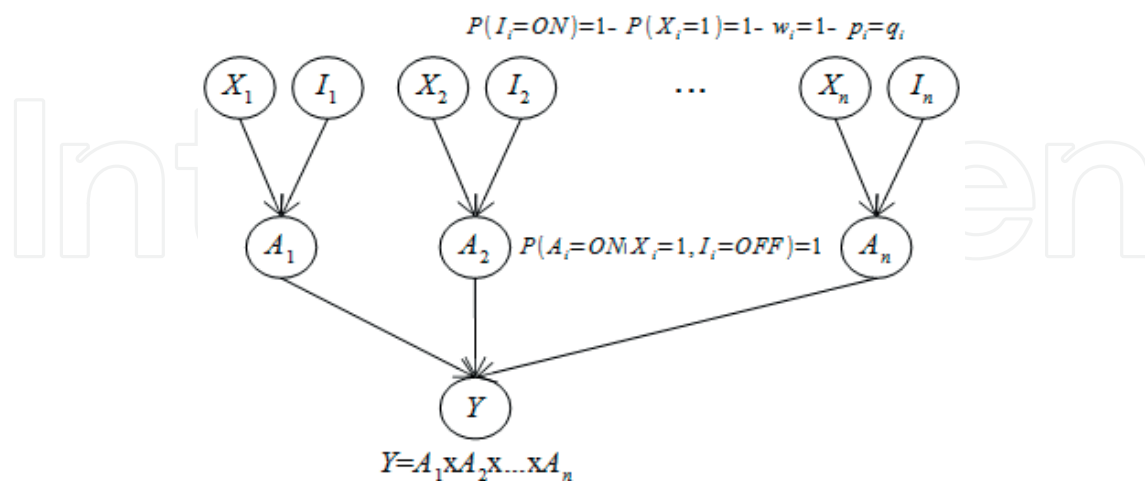 P(I_i=ON)=1- P(X_i=1)=1- w_i=1- p_i=q_i
X_1 I_1 X_2 I_2 ... X_n I_n
A_1 A_2 P(A_i=ON|X_i=1, I_i=OFF)=1 A_n
Y
Y=A_1xA_2x...xA_n